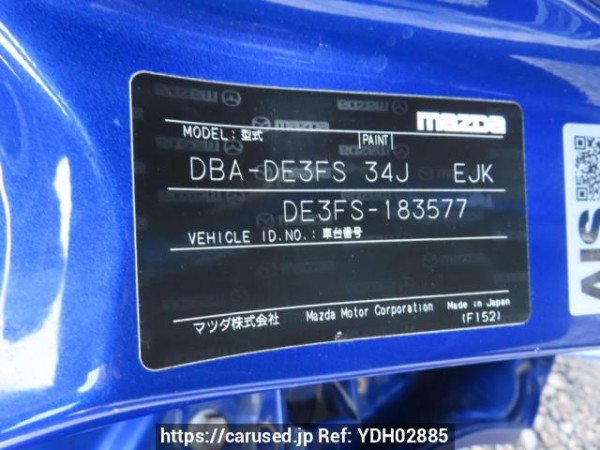 mazda
MODEL: 型式 PAINT
DBA-DE3FS 34J EJK
DE3FS-183577
VEHICLE ID.NO.: 車台番号
マツダ株式会社 Mazda Motor Corporation Made in Japan
(F152)
AIS
https://carused.jp Ref: YDH02885